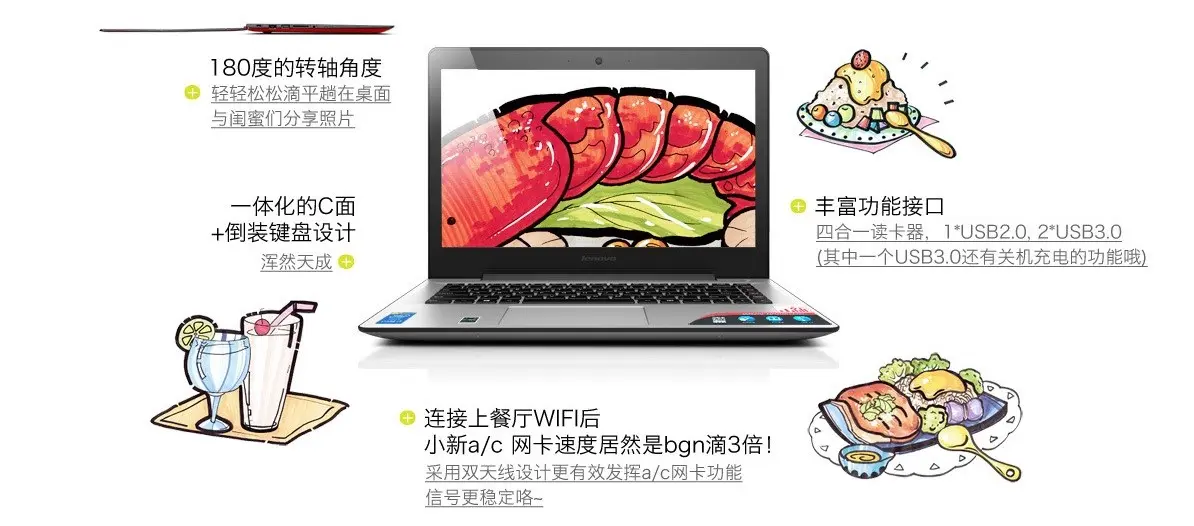 180度的转轴角度
轻轻松松滴平趟在桌面
与闺蜜们分享照片
一体化的C面
+倒装键盘设计
浑然天成
lenovo
丰富功能接口
四合一读卡器，1*USB2.0, 2*USB3.0
(其中一个USB3.0还有关机充电的功能哦)
连接上餐厅WIFI后
小新a/c 网卡速度居然是bgn滴3倍！
采用双天线设计更有效发挥a/c网卡功能
信号更稳定咯~